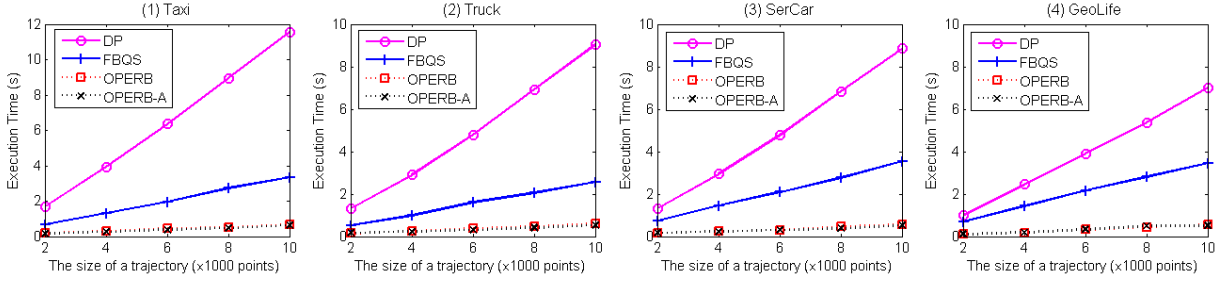 (1) Taxi
Execution Time (s)
12
10
8
6
4
2
0
DP
FBQS
OPERB
OPERB-A
2 4 6 8 10
The size of a trajectory (×1000 points)
(2) Truck
Execution Time (s)
10
8
6
4
2
0
DP
FBQS
OPERB
OPERB-A
2 4 6 8 10
The size of a trajectory (×1000 points)
(3) SerCar
Execution Time (s)
10
8
6
4
2
0
DP
FBQS
OPERB
OPERB-A
2 4 6 8 10
The size of a trajectory (×1000 points)
(4) GeoLife
Execution Time (s)
10
8
6
4
2
0
DP
FBQS
OPERB
OPERB-A
2 4 6 8 10
The size of a trajectory (×1000 points)